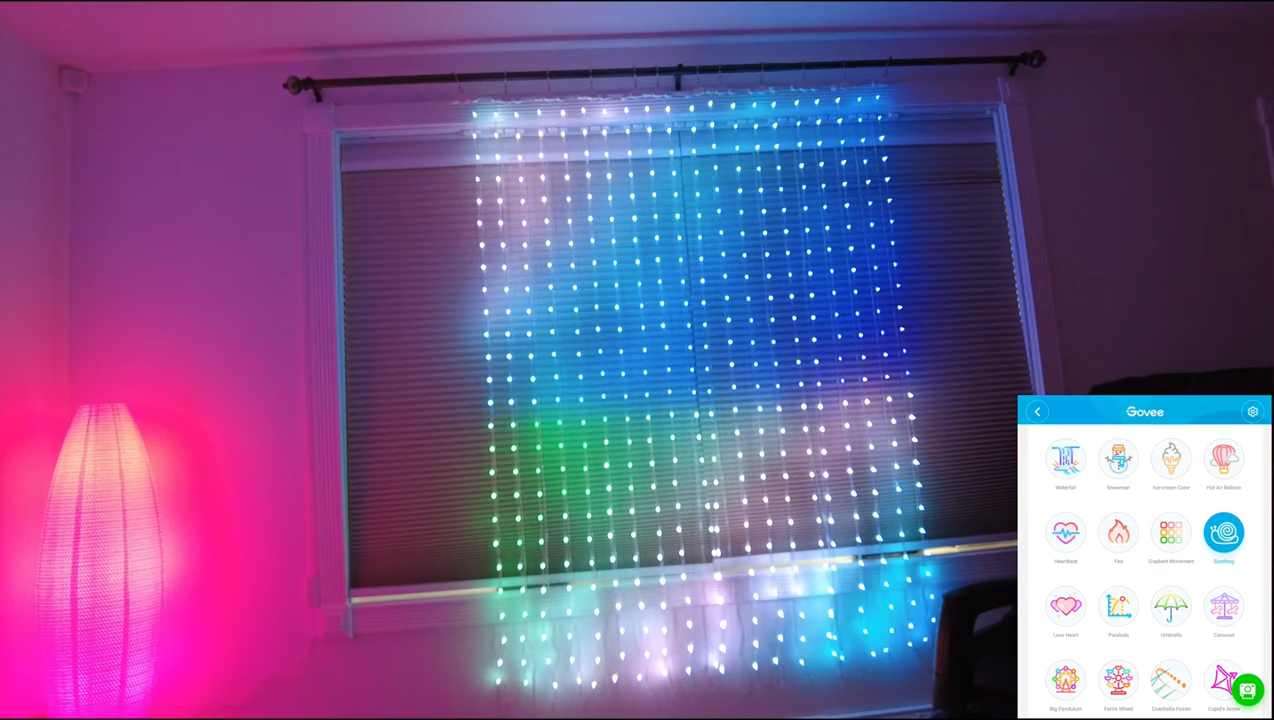 Govee
Waterfall Snowman Ice-cream Cone Hot Air Balloon
Heartbeat Fire Gradient Movement Soothing
Love Heart Parabola Umbrella Carousel
Big Pendulum Ferris Wheel Coachella Poster Cupid's Arrow